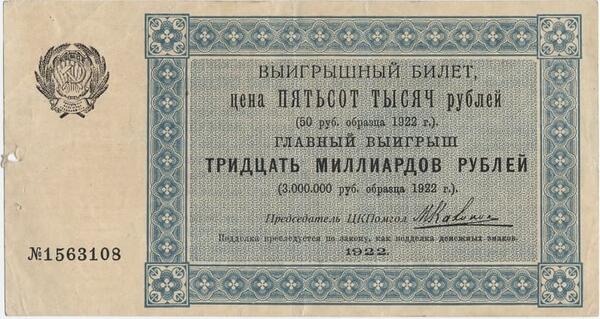 ВЫИГРЫШНЫЙ БИЛЕТ,
цена ПЯТЬСОТ ТЫСЯЧ рублей
(50 руб. образца 1922 г.).
ГЛАВНЫЙ ВЫИГРЫШ
ТРИДЦАТЬ МИЛЛИАРДОВ РУБЛЕЙ
(3.000.000 руб. образца 1922 г.).
Председатель ЦКПомгол
Подделка преследуется по закону, как подделка денежных знаков.
1922.
№1563108